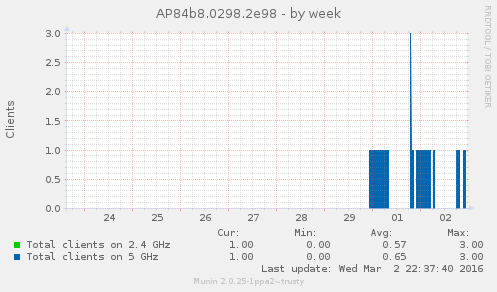 AP84b8.0298.2e98 - by week
RRDTOOL / TOBI OETIKER
Clients
3.0
2.5
2.0
1.5
1.0
0.5
0.0
24 25 26 27 28 29 01 02
Cur: Min: Avg: Max:
Total clients on 2.4 GHz 1.00 0.00 0.57 3.00
Total clients on 5 GHz 1.00 0.00 0.65 3.00
Last update: Wed Mar 2 22:37:40 2016
Munin 2.0.25-1ppa2~trusty